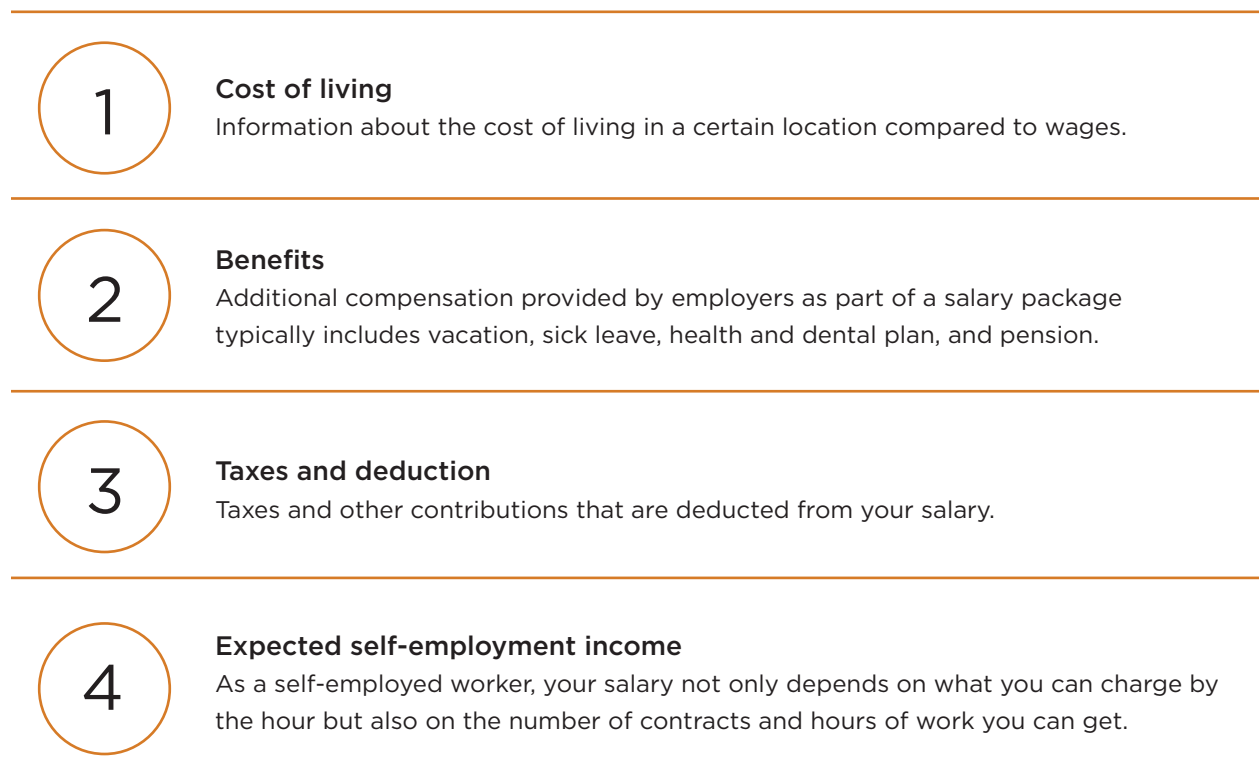 1
Cost of living
Information about the cost of living in a certain location compared to wages.
2
Benefits
Additional compensation provided by employers as part of a salary package
typically includes vacation, sick leave, health and dental plan, and pension.
3
Taxes and deduction
Taxes and other contributions that are deducted from your salary.
4
Expected self-employment income
As a self-employed worker, your salary not only depends on what you can charge by
the hour but also on the number of contracts and hours of work you can get.